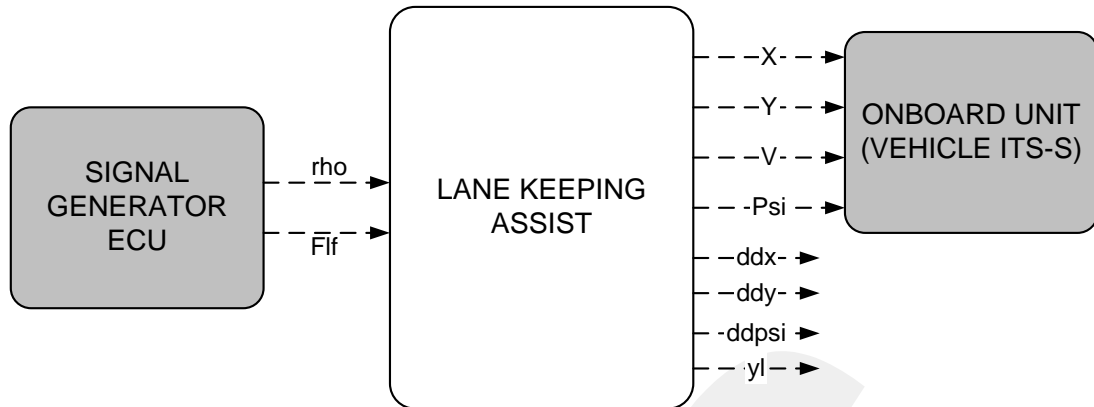 SIGNAL
GENERATOR
ECU
rho
Flf
LANE KEEPING
ASSIST
X
Y
V
Psi
ddx
ddy
ddpsi
yl
ONBOARD UNIT
(VEHICLE ITS-S)